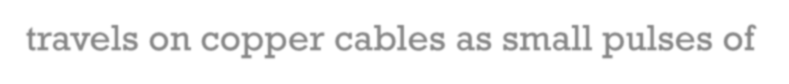 travels on copper cables as small pulses of